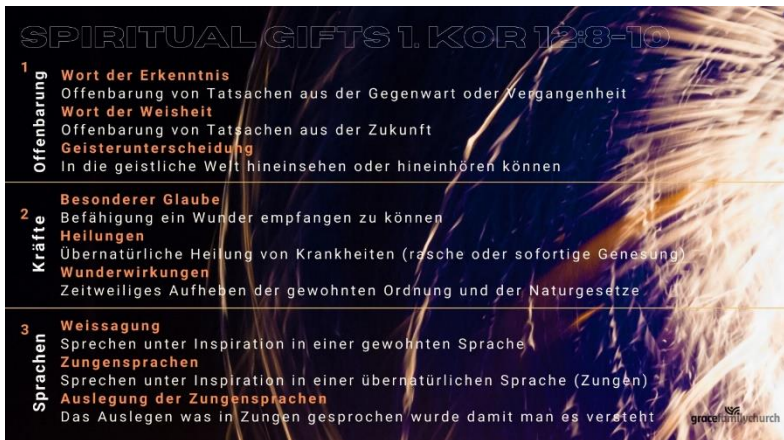 SPIRITUAL GIFTS 1. KOR 12:8-10
1
Offenbarung
Wort der Erkenntnis
Offenbarung von Tatsachen aus der Gegenwart oder Vergangenheit
Wort der Weisheit
Offenbarung von Tatsachen aus der Zukunft
Geisterunterscheidung
In die geistliche Welt hineinsehen oder hineinhören können
2
Kräfte
Besonderer Glaube
Befähigung ein Wunder empfangen zu können
Heilungen
Übernatürliche Heilung von Krankheiten (rasche oder sofortige Genesung)
Wunderwirkungen
Zeitweiliges Aufheben der gewohnten Ordnung und der Naturgesetze
3
Sprachen
Weissagung
Sprechen unter Inspiration in einer gewohnten Sprache
Zungensprachen
Sprechen unter Inspiration in einer übernatürlichen Sprache (Zungen)
Auslegung der Zungensprachen
Das Auslegen was in Zungen gesprochen wurde damit man es versteht
gracefamilychurch